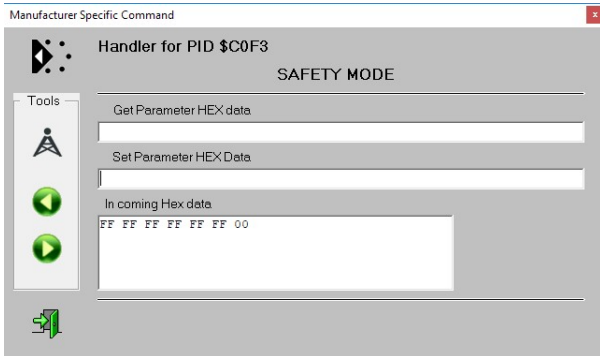 Manufacturer Specific Command
x
Handler for PID $C0F3
SAFETY MODE
Tools
Get Parameter HEX data
Set Parameter HEX Data
In coming Hex data
FF FF FF FF FF FF 00